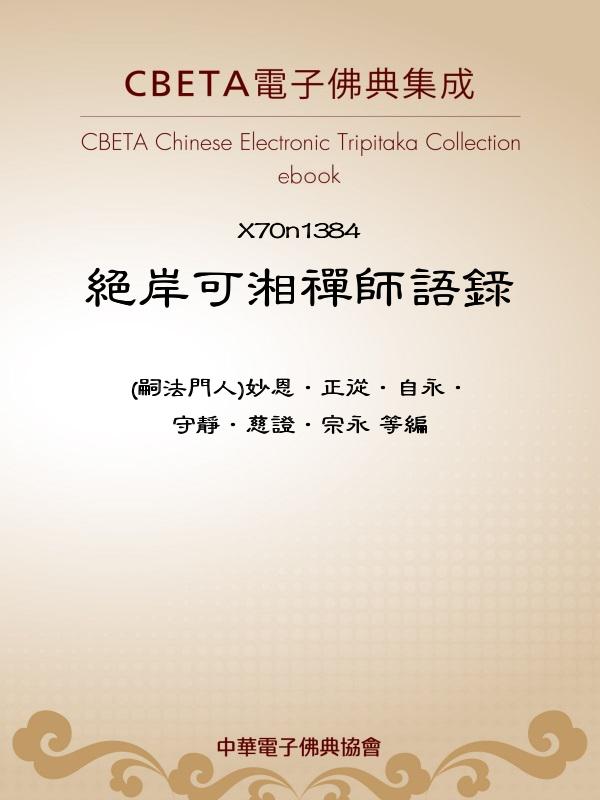 CBETA電子佛典集成
CBETA Chinese Electronic Tripitaka Collection
ebook
X70n1384
絕岸可湘禪師語錄
(嗣法門人)妙恩・正從・自永・
守靜・慈證・宗永 等編
中華電子佛典協會